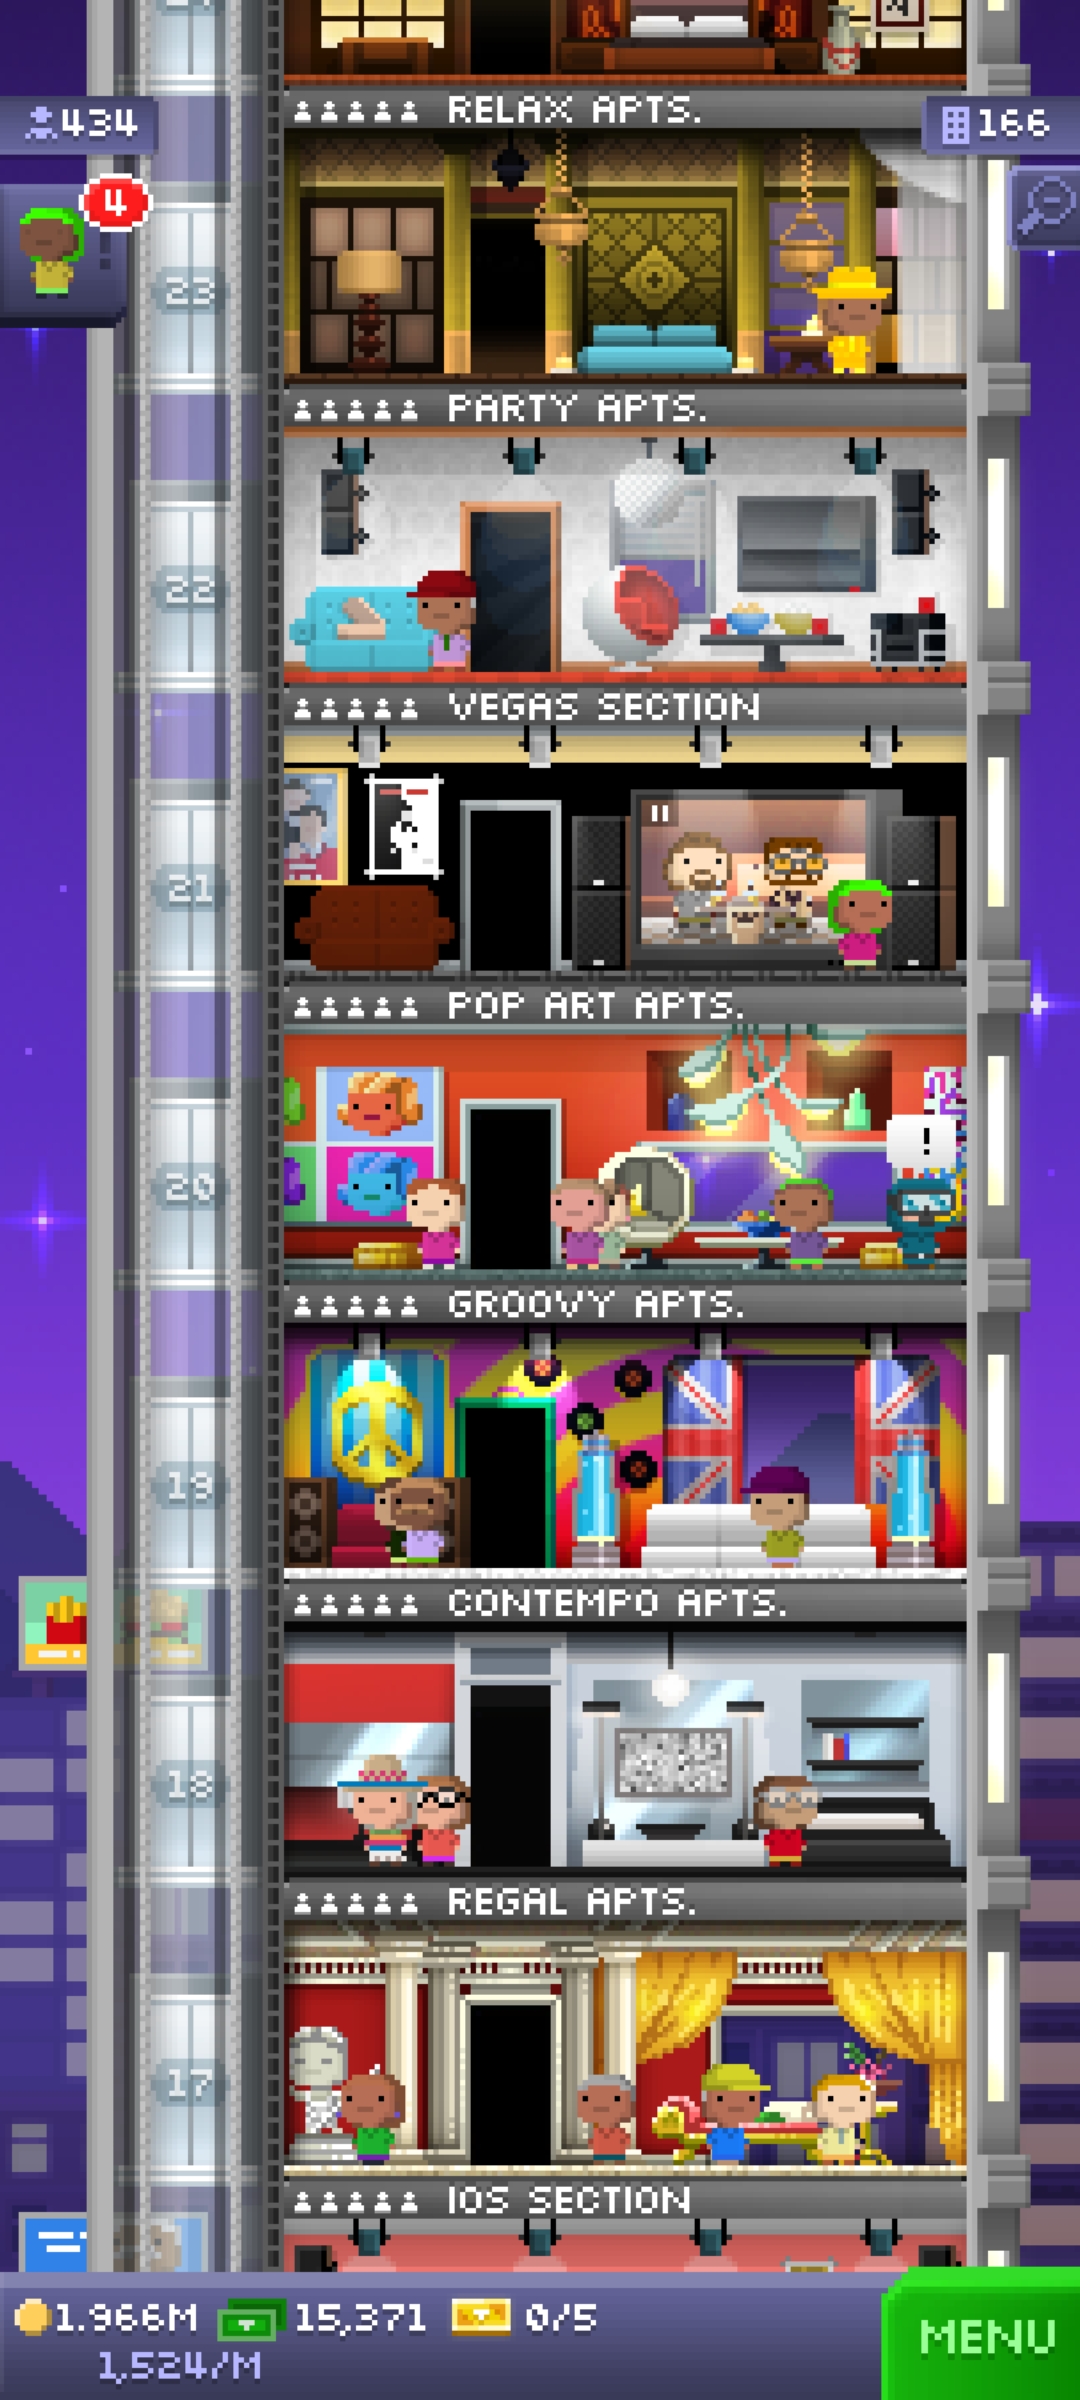 RELAX APTS.
434
166
4
23
PARTY APTS.
22
VEGAS SECTION
21
POP ART APTS.
!
20
GROOVY APTS.
19
CONTEMPO APTS.
18
REGAL APTS.
17
IOS SECTION
1.966M 15,371 0/5
1,524/M
MENU